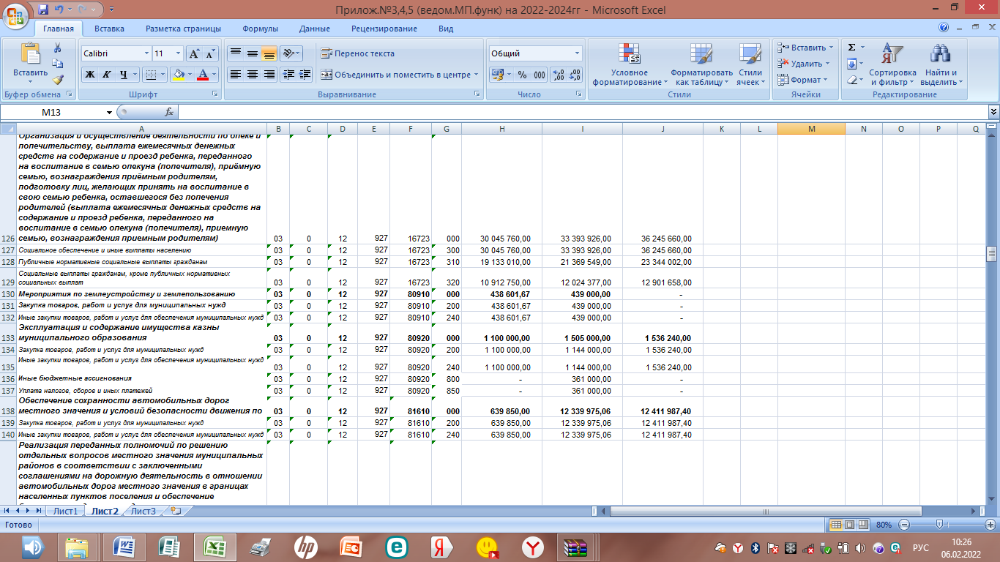 Прилож.№3,4,5 (ведом.МП.функ) на 2022-2024гг - Microsoft Excel
Главная Вставка Разметка страницы Формулы Данные Рецензирование Вид
Вставить
Calibri 11
Ж К Ч
Перенос текста
Объединить и поместить в центре
Общий
% 000
Условное форматирование
Форматировать как таблицу
Стили ячеек
Вставить
Удалить
Формат
Σ
Сортировка и фильтр
Найти и выделить
Буфер обмена Шрифт Выравнивание Число Стили Ячейки Редактирование
M13 fx
A B C D E F G H I J K L M N O P Q
Организация и осуществление деятельности по опеке и
попечительству, выплата ежемесячных денежных
средств на содержание и проезд ребенка, переданного
на воспитание в семью опекуна (попечителя), приёмную
семью, вознаграждения приёмным родителям,
подготовку лиц, желающих принять на воспитание в
свою семью ребенка, оставшегося без попечения
родителей (выплата ежемесячных денежных средств на
содержание и проезд ребенка, переданного на
воспитание в семью опекуна (попечителя), приемную
126 семью, вознаграждения приемным родителям) 03 0 12 927 16723 000 30 045 760,00 33 393 926,00 36 245 660,00
127 Социальное обеспечение и иные выплаты населению 03 0 12 927 16723 300 30 045 760,00 33 393 926,00 36 245 660,00
128 Публичные нормативные социальные выплаты гражданам 03 0 12 927 16723 310 19 133 010,00 21 369 549,00 23 344 002,00
Социальные выплаты гражданам, кроме публичных нормативных
129 социальных выплат 03 0 12 927 16723 320 10 912 750,00 12 024 377,00 12 901 658,00
130 Мероприятия по землеустройству и землепользованию 03 0 12 927 80910 000 438 601,67 439 000,00 -
131 Закупка товаров, работ и услуг для муниципальных нужд 03 0 12 927 80910 200 438 601,67 439 000,00 -
132 Иные закупки товаров, работ и услуг для обеспечения муниципальных нужд 03 0 12 927 80910 240 438 601,67 439 000,00 -
Эксплуатация и содержание имущества казны
133 муниципального образования 03 0 12 927 80920 000 1 100 000,00 1 505 000,00 1 536 240,00
134 Закупка товаров, работ и услуг для муниципальных нужд 03 0 12 927 80920 200 1 100 000,00 1 144 000,00 1 536 240,00
Иные закупки товаров, работ и услуг для обеспечения муниципальных нужд
135 03 0 12 927 80920 240 1 100 000,00 1 144 000,00 1 536 240,00
136 Иные бюджетные ассигнования 03 0 12 927 80920 800 - 361 000,00 -
137 Уплата налогов, сборов и иных платежей 03 0 12 927 80920 850 - 361 000,00 -
Обеспечение сохранности автомобильных дорог
138 местного значения и условий безопасности движения по 03 0 12 927 81610 000 639 850,00 12 339 975,06 12 411 987,40
139 Закупка товаров, работ и услуг для муниципальных нужд 03 0 12 927 81610 200 639 850,00 12 339 975,06 12 411 987,40
140 Иные закупки товаров, работ и услуг для обеспечения муниципальных нужд 03 0 12 927 81610 240 639 850,00 12 339 975,06 12 411 987,40
Реализация переданных полномочий по решению
отдельных вопросов местного значения муниципальных
районов в соответствии с заключенными
соглашениями на дорожную деятельность в отношении
автомобильных дорог местного значения в границах
населенных пунктов поселения и обеспечение
Лист1 Лист2 Лист3
Готово 80%
РУС 10:26
06.02.2022